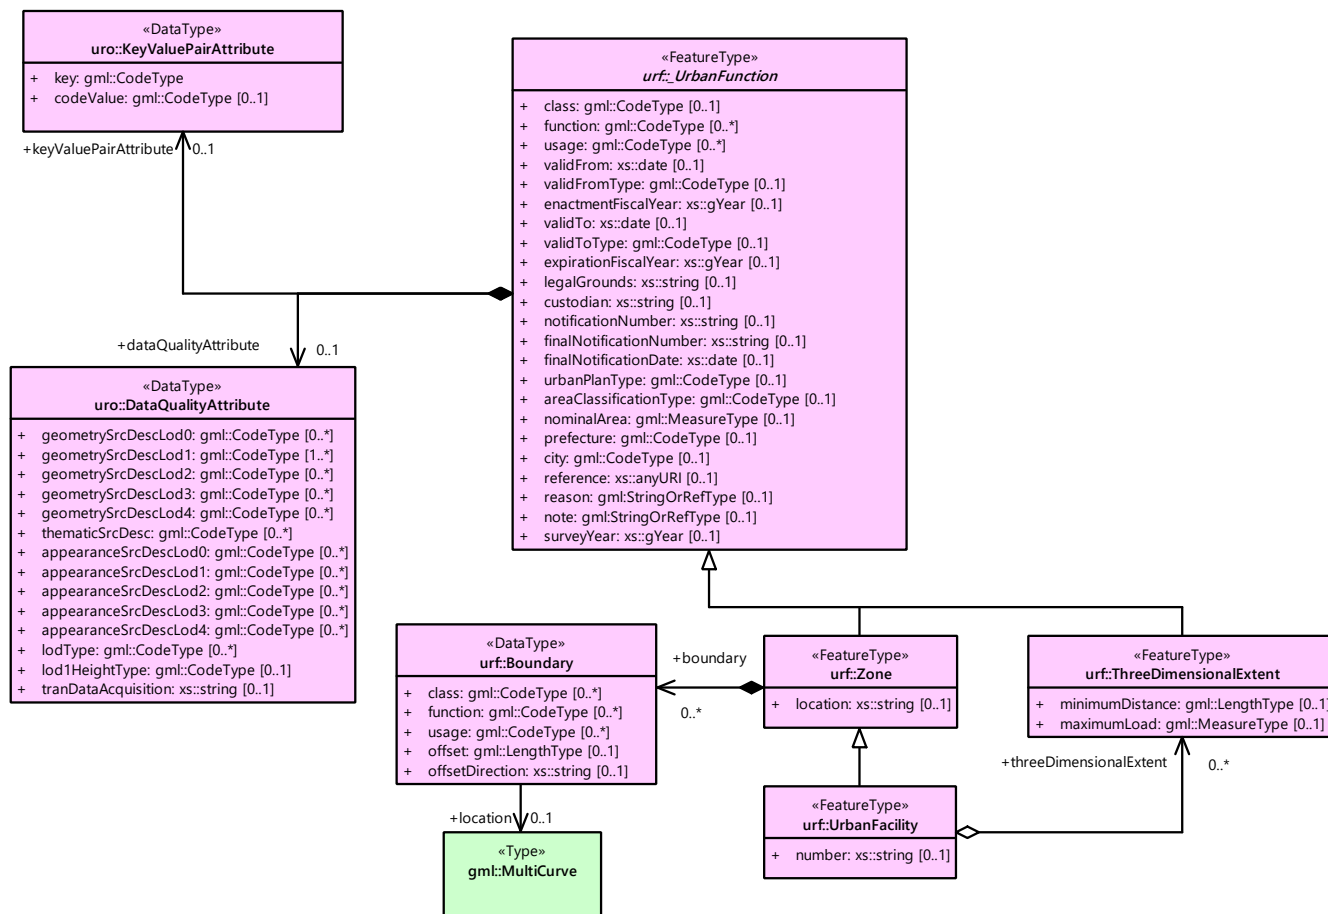 «DataType»
uro::KeyValuePairAttribute
+ key: gml::CodeType
+ codeValue: gml::CodeType [0..1]
+keyValuePairAttribute 0..1
«FeatureType»
urf::_UrbanFunction
+ class: gml::CodeType [0..1]
+ function: gml::CodeType [0..*]
+ usage: gml::CodeType [0..*]
+ validFrom: xs::date [0..1]
+ validFromType: gml::CodeType [0..1]
+ enactmentFiscalYear: xs::gYear [0..1]
+ validTo: xs::date [0..1]
+ validToType: gml::CodeType [0..1]
+ expirationFiscalYear: xs::gYear [0..1]
+ legalGrounds: xs::string [0..1]
+ custodian: xs::string [0..1]
+ notificationNumber: xs::string [0..1]
+ finalNotificationNumber: xs::string [0..1]
+ finalNotificationDate: xs::date [0..1]
+ urbanPlanType: gml::CodeType [0..1]
+ areaClassificationType: gml::CodeType [0..1]
+ nominalArea: gml::MeasureType [0..1]
+ prefecture: gml::CodeType [0..1]
+ city: gml::CodeType [0..1]
+ reference: xs::anyURI [0..1]
+ reason: gml:StringOrRefType [0..1]
+ note: gml:StringOrRefType [0..1]
+ surveyYear: xs::gYear [0..1]
+dataQualityAttribute 0..1
«DataType»
uro::DataQualityAttribute
+ geometrySrcDescLod0: gml::CodeType [0..*]
+ geometrySrcDescLod1: gml::CodeType [1..*]
+ geometrySrcDescLod2: gml::CodeType [0..*]
+ geometrySrcDescLod3: gml::CodeType [0..*]
+ geometrySrcDescLod4: gml::CodeType [0..*]
+ thematicSrcDesc: gml::CodeType [0..*]
+ appearanceSrcDescLod0: gml::CodeType [0..*]
+ appearanceSrcDescLod1: gml::CodeType [0..*]
+ appearanceSrcDescLod2: gml::CodeType [0..*]
+ appearanceSrcDescLod3: gml::CodeType [0..*]
+ appearanceSrcDescLod4: gml::CodeType [0..*]
+ lodType: gml::CodeType [0..*]
+ lod1HeightType: gml::CodeType [0..1]
+ tranDataAcquisition: xs::string [0..1]
«DataType»
urf::Boundary
+ class: gml::CodeType [0..*]
+ function: gml::CodeType [0..*]
+ usage: gml::CodeType [0..*]
+ offset: gml::LengthType [0..1]
+ offsetDirection: xs::string [0..1]
+boundary
0..*
«FeatureType»
urf::Zone
+ location: xs::string [0..1]
«FeatureType»
urf::ThreeDimensionalExtent
+ minimumDistance: gml::LengthType [0..1]
+ maximumLoad: gml::MeasureType [0..1]
+threeDimensionalExtent 0..*
«FeatureType»
urf::UrbanFacility
+ number: xs::string [0..1]
+location 0..1
«Type»
gml::MultiCurve